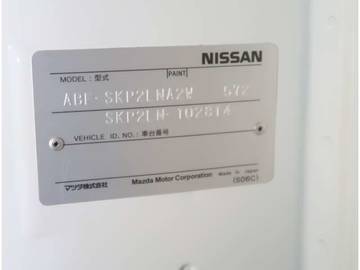 NISSAN
MODEL: 型式 PAINT
ABF-SKP2LNA2W 572
SKP2LN-102814
VEHICLE ID. NO.: 車台番号
マツダ株式会社 Mazda Motor Corporation Made in Japan
(S06C)